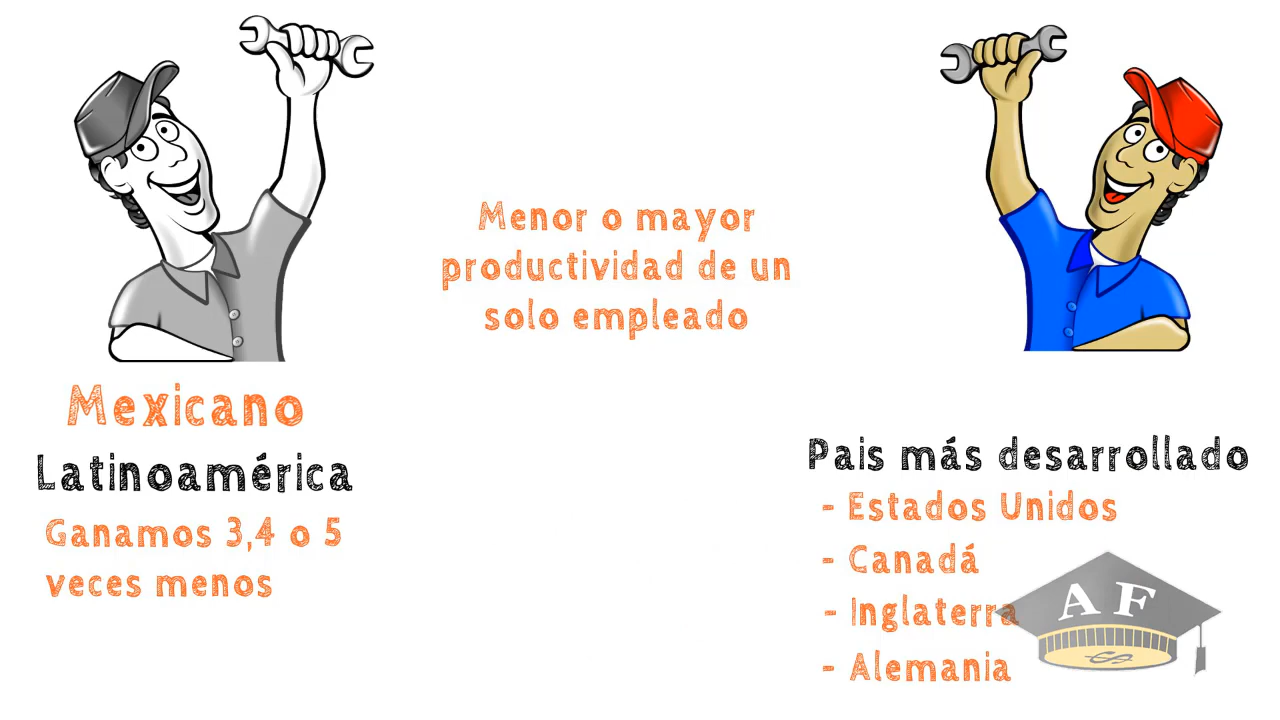 Menor o mayor
productividad de un
solo empleado
Mexicano
Latinoamérica
Ganamos 3,4 o 5
veces menos
Pais más desarrollado
- Estados Unidos
- Canadá
- Inglaterra
- Alemania
A F
$